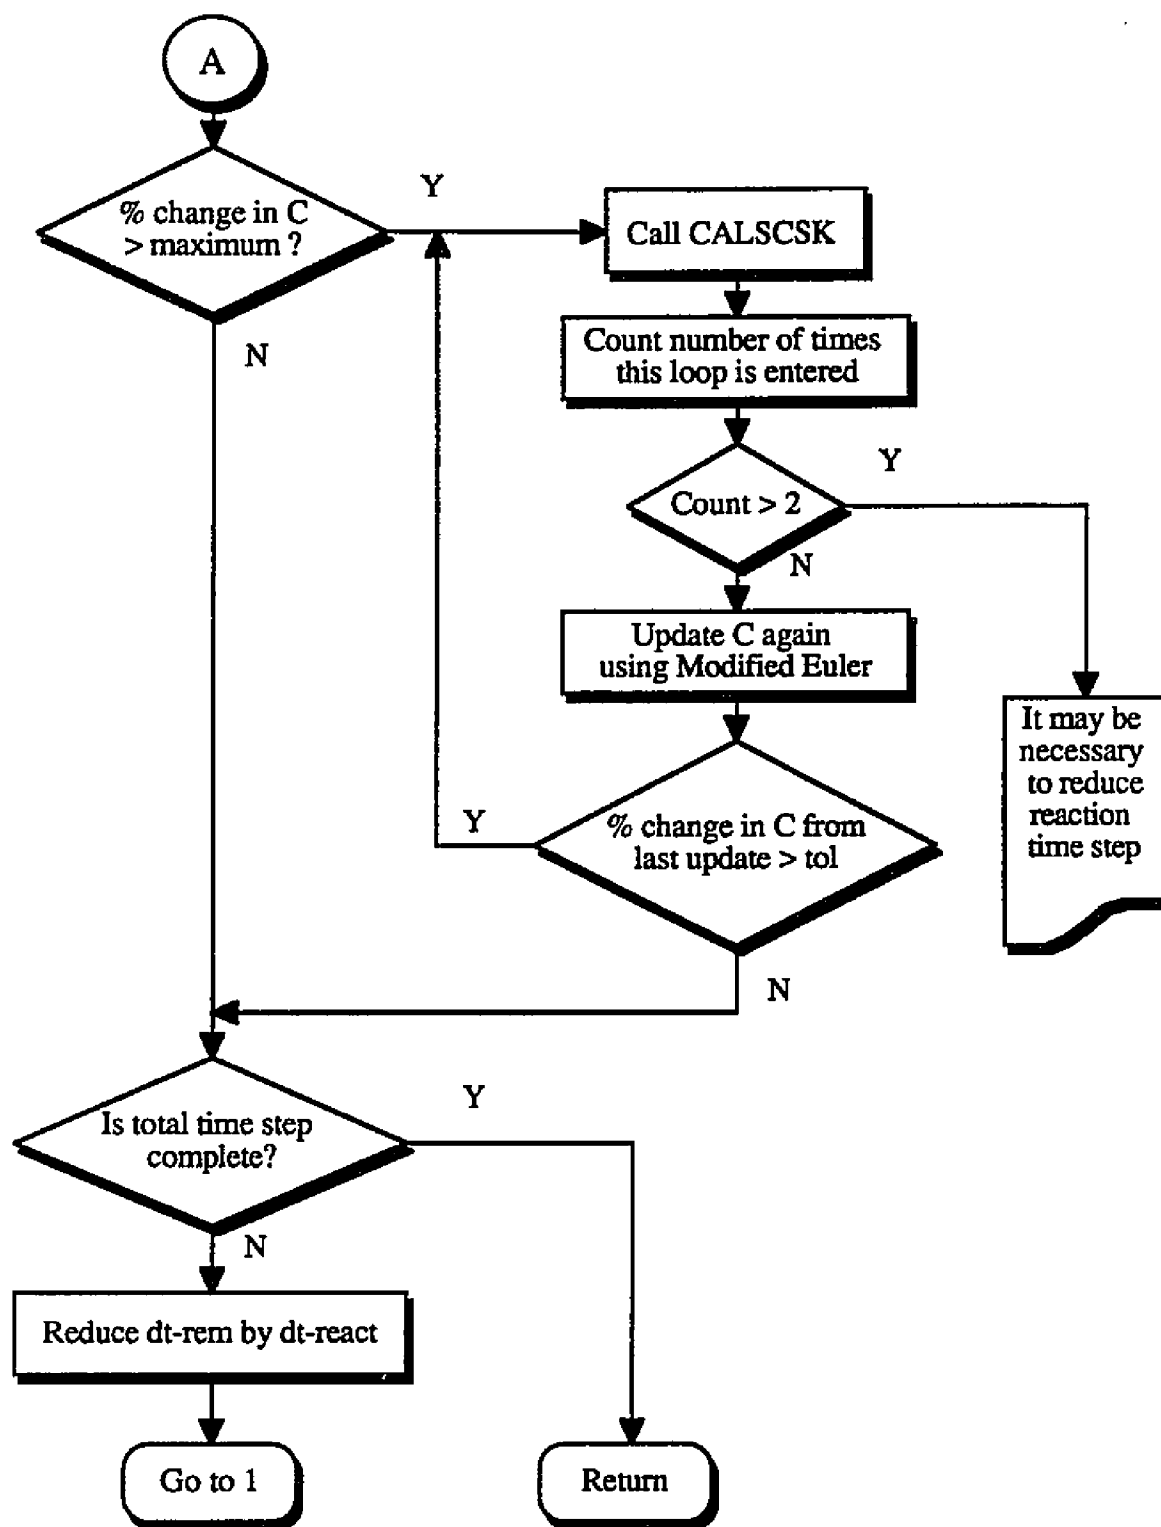 A
% change in C
> maximum ?
Y
N
Call CALSCSK
Count number of times
this loop is entered
Count > 2
Y
N
Update C again
using Modified Euler
It may be
necessary
to reduce
reaction
time step
% change in C from
last update > tol
Y
N
Is total time step
complete?
Y
N
Reduce dt-rem by dt-react
Go to 1
Return